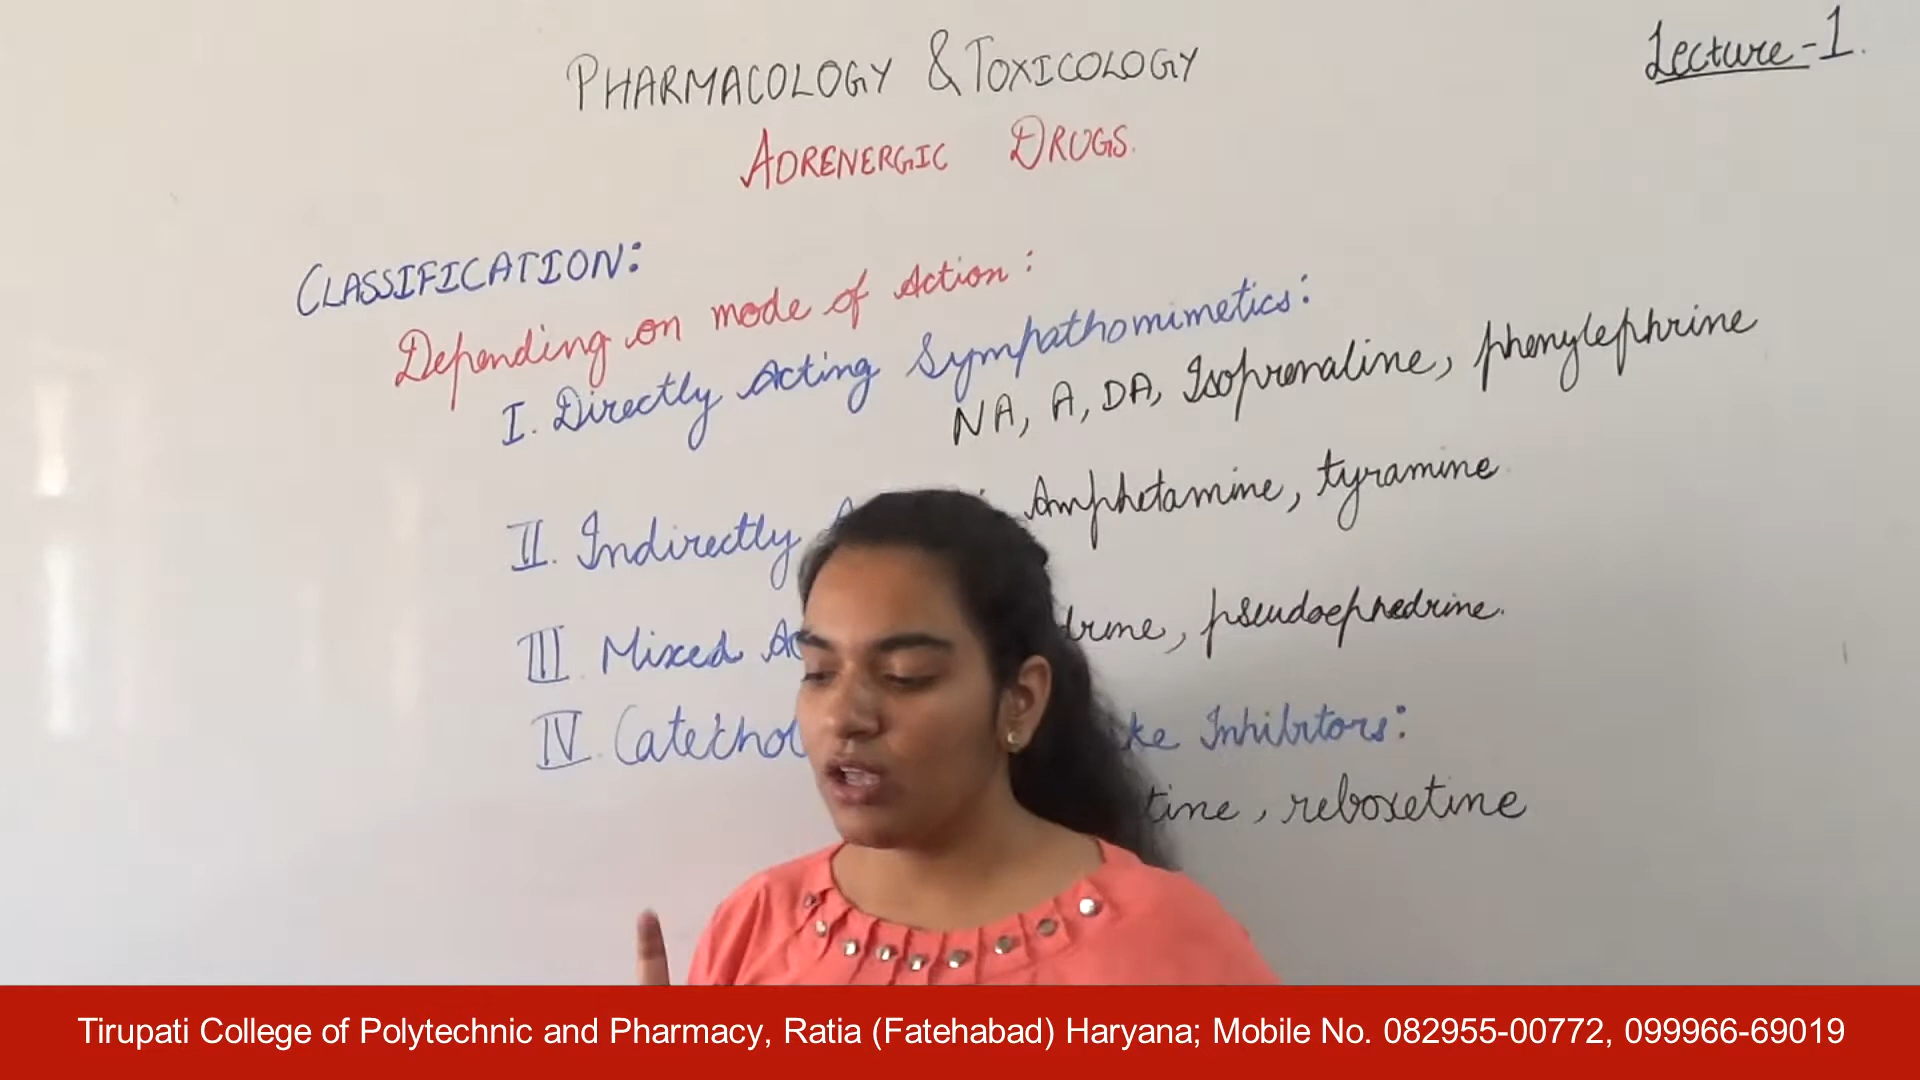 Lecture-1.
PHARMACOLOGY & TOXICOLOGY
ADRENERGIC DRUGS.
CLASSIFICATION:
Depending on mode of Action:
I. Directly Acting Sympathomimetics:
NA, A, DA, Isoprenaline, phenylephrine
II. Indirectly Amphetamine, tyramine
III. Mixed pseudoephedrine.
IV. Inhibitors:
reboxetine
Tirupati College of Polytechnic and Pharmacy, Ratia (Fatehabad) Haryana; Mobile No. 082955-00772, 099966-69019